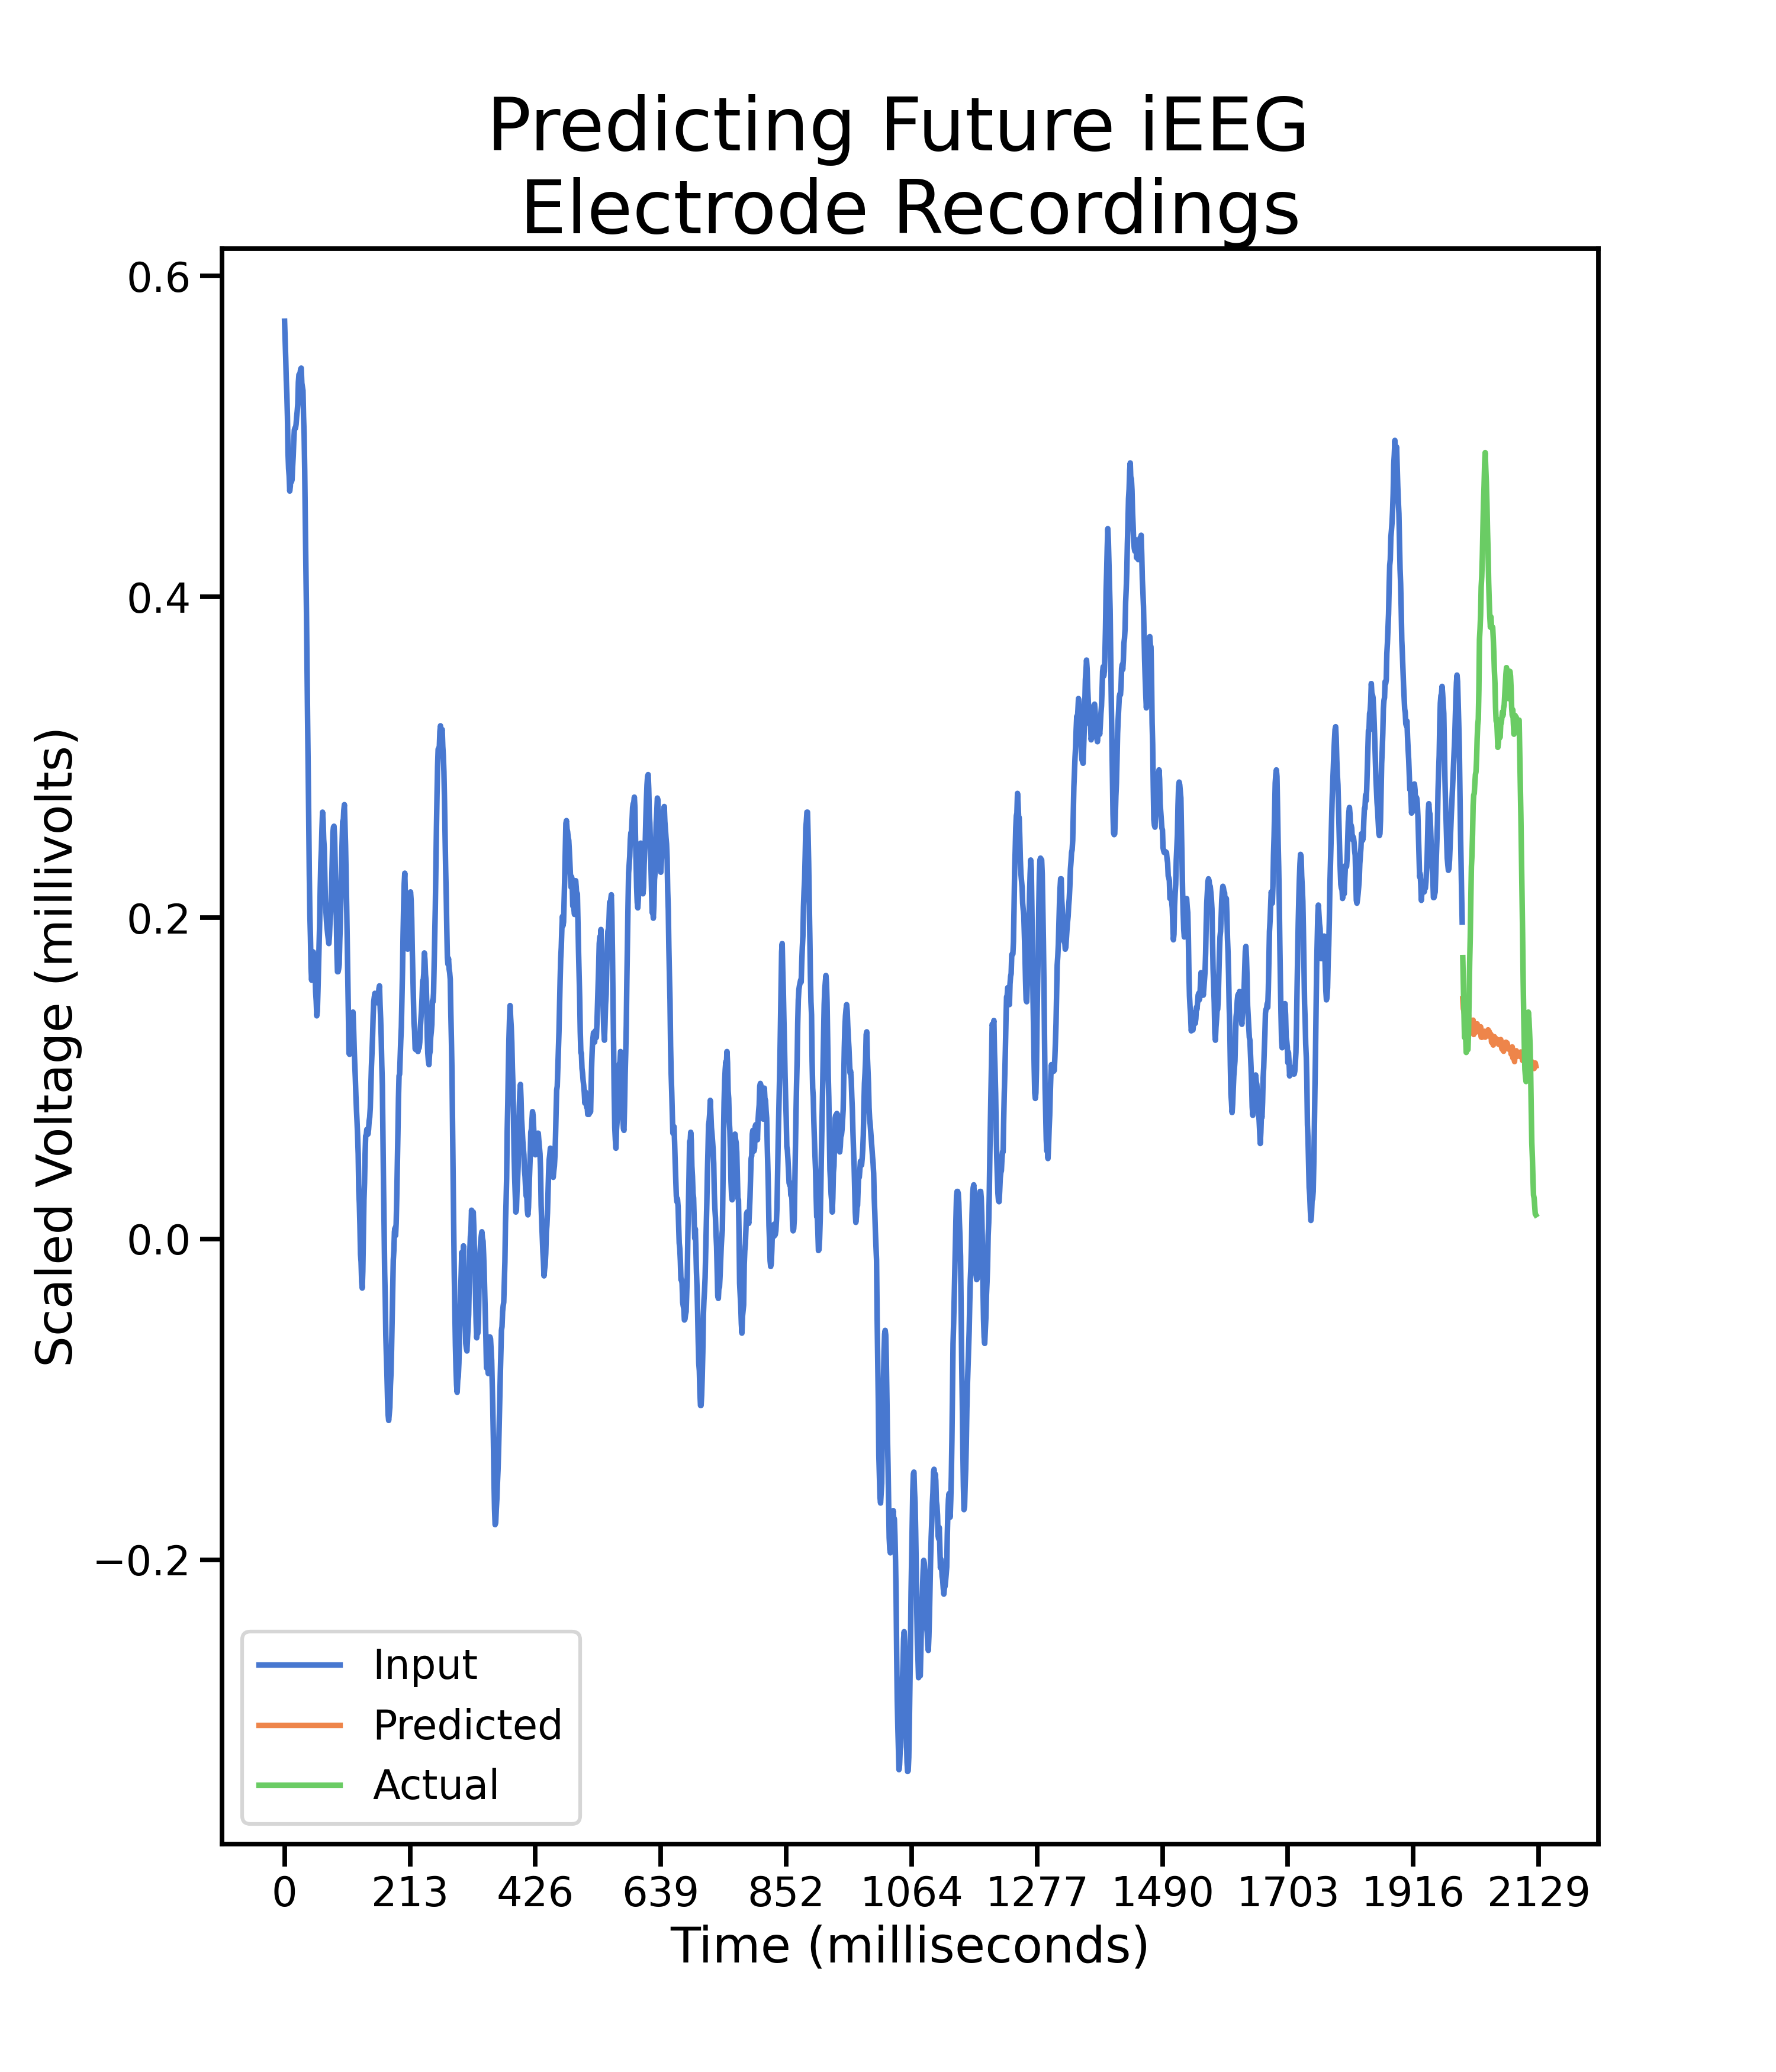 Predicting Future iEEG
Electrode Recordings
0.6
0.4
0.2
0.0
−0.2
Scaled Voltage (millivolts)
Input
Predicted
Actual
0 213 426 639 852 1064 1277 1490 1703 1916 2129
Time (milliseconds)